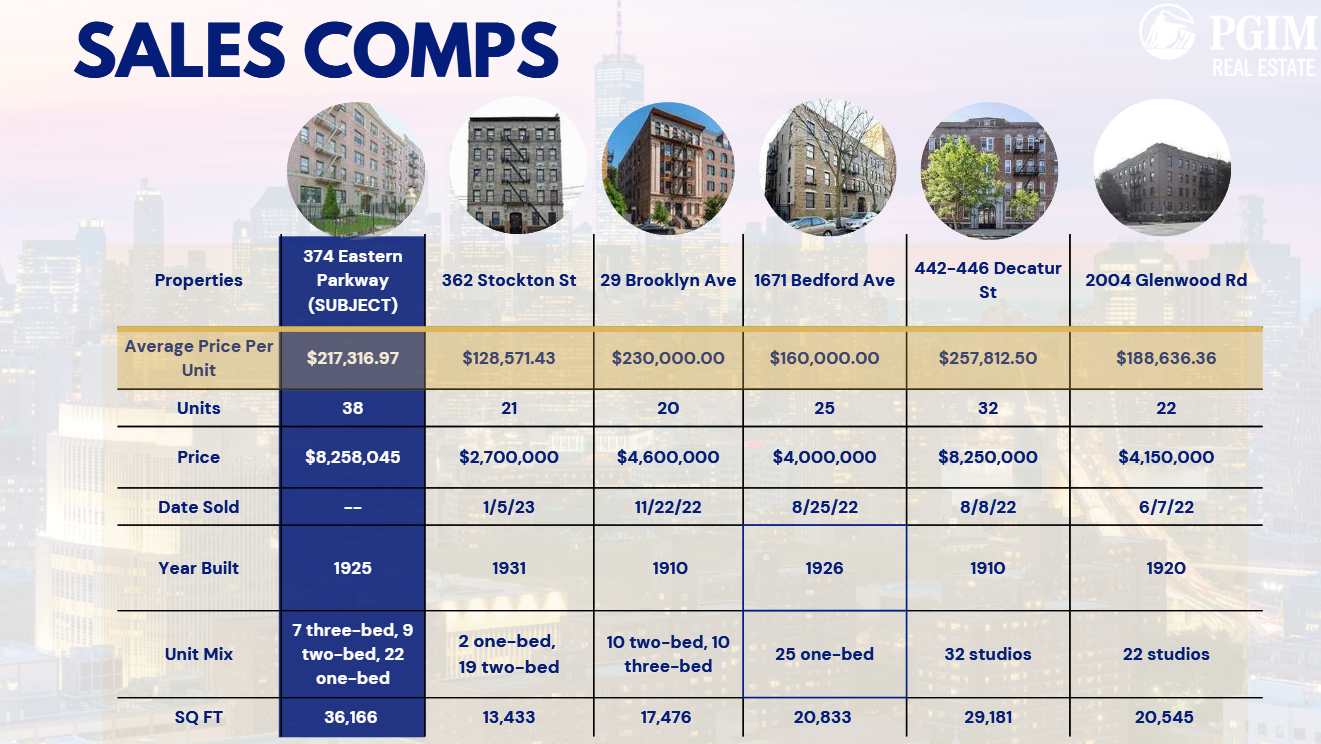 SALES COMPS
PGIM
REAL ESTATE
Properties
374 Eastern
Parkway
(SUBJECT)
362 Stockton St
29 Brooklyn Ave
1671 Bedford Ave
442-446 Decatur
St
2004 Glenwood Rd
Average Price Per
Unit
$217,316.97
$128,571.43
$230,000.00
$160,000.00
$257,812.50
$188,636.36
Units
38
21
20
25
32
22
Price
$8,258,045
$2,700,000
$4,600,000
$4,000,000
$8,250,000
$4,150,000
Date Sold
--
1/5/23
11/22/22
8/25/22
8/8/22
6/7/22
Year Built
1925
1931
1910
1926
1910
1920
Unit Mix
7 three-bed, 9
two-bed, 22
one-bed
2 one-bed,
19 two-bed
10 two-bed, 10
three-bed
25 one-bed
32 studios
22 studios
SQ FT
36,166
13,433
17,476
20,833
29,181
20,545